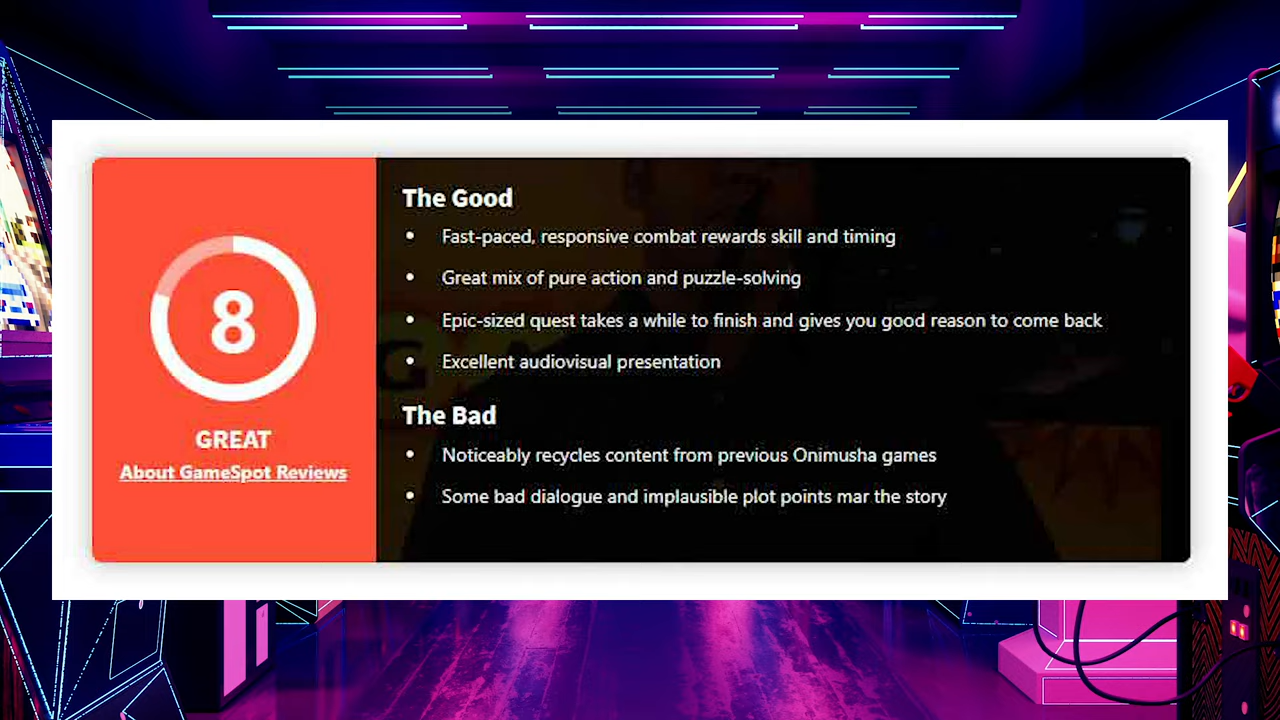 8
GREAT
About GameSpot Reviews
The Good
• Fast-paced, responsive combat rewards skill and timing
• Great mix of pure action and puzzle-solving
• Epic-sized quest takes a while to finish and gives you good reason to come back
• Excellent audiovisual presentation
The Bad
• Noticeably recycles content from previous Onimusha games
• Some bad dialogue and implausible plot points mar the story